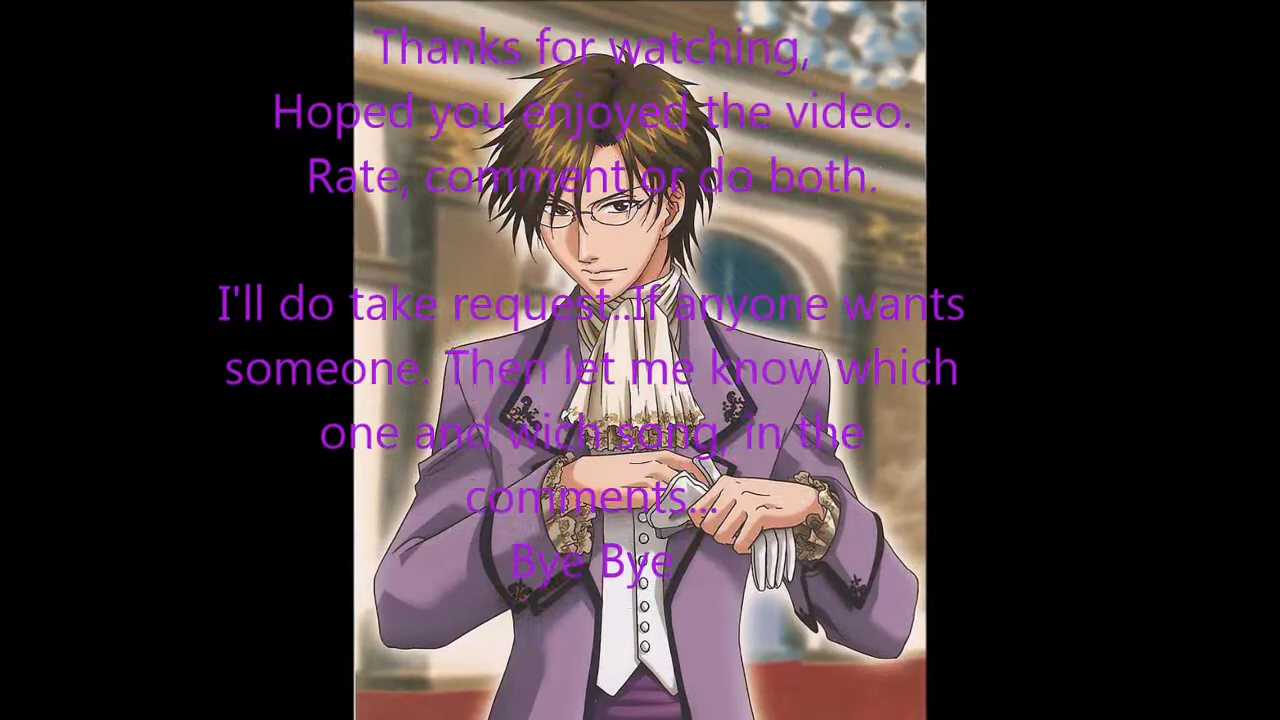 Thanks for watching,
Hoped you enjoyed the video.
Rate, comment or do both.
I'll do take request..If anyone wants
someone. Then let me know which
one and wich song, in the
comments...
Bye Bye